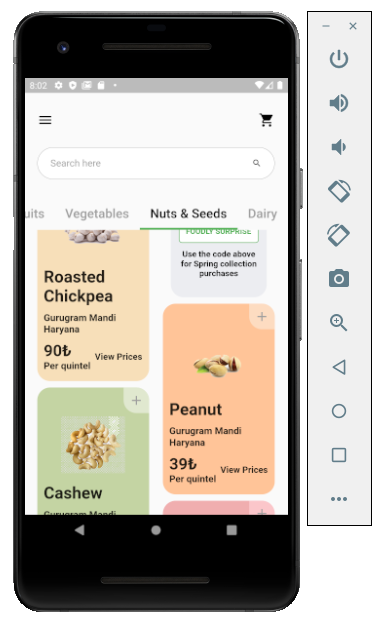 8:02
Search here
uits Vegetables Nuts & Seeds Dairy
FOODLY SURPRISE
Use the code above
for Spring collection
purchases
Roasted
Chickpea
Gurugram Mandi
Haryana
90₺
Per quintel
View Prices
Peanut
Gurugram Mandi
Haryana
39₺
Per quintel
View Prices
Cashew
Gurugram Mandi